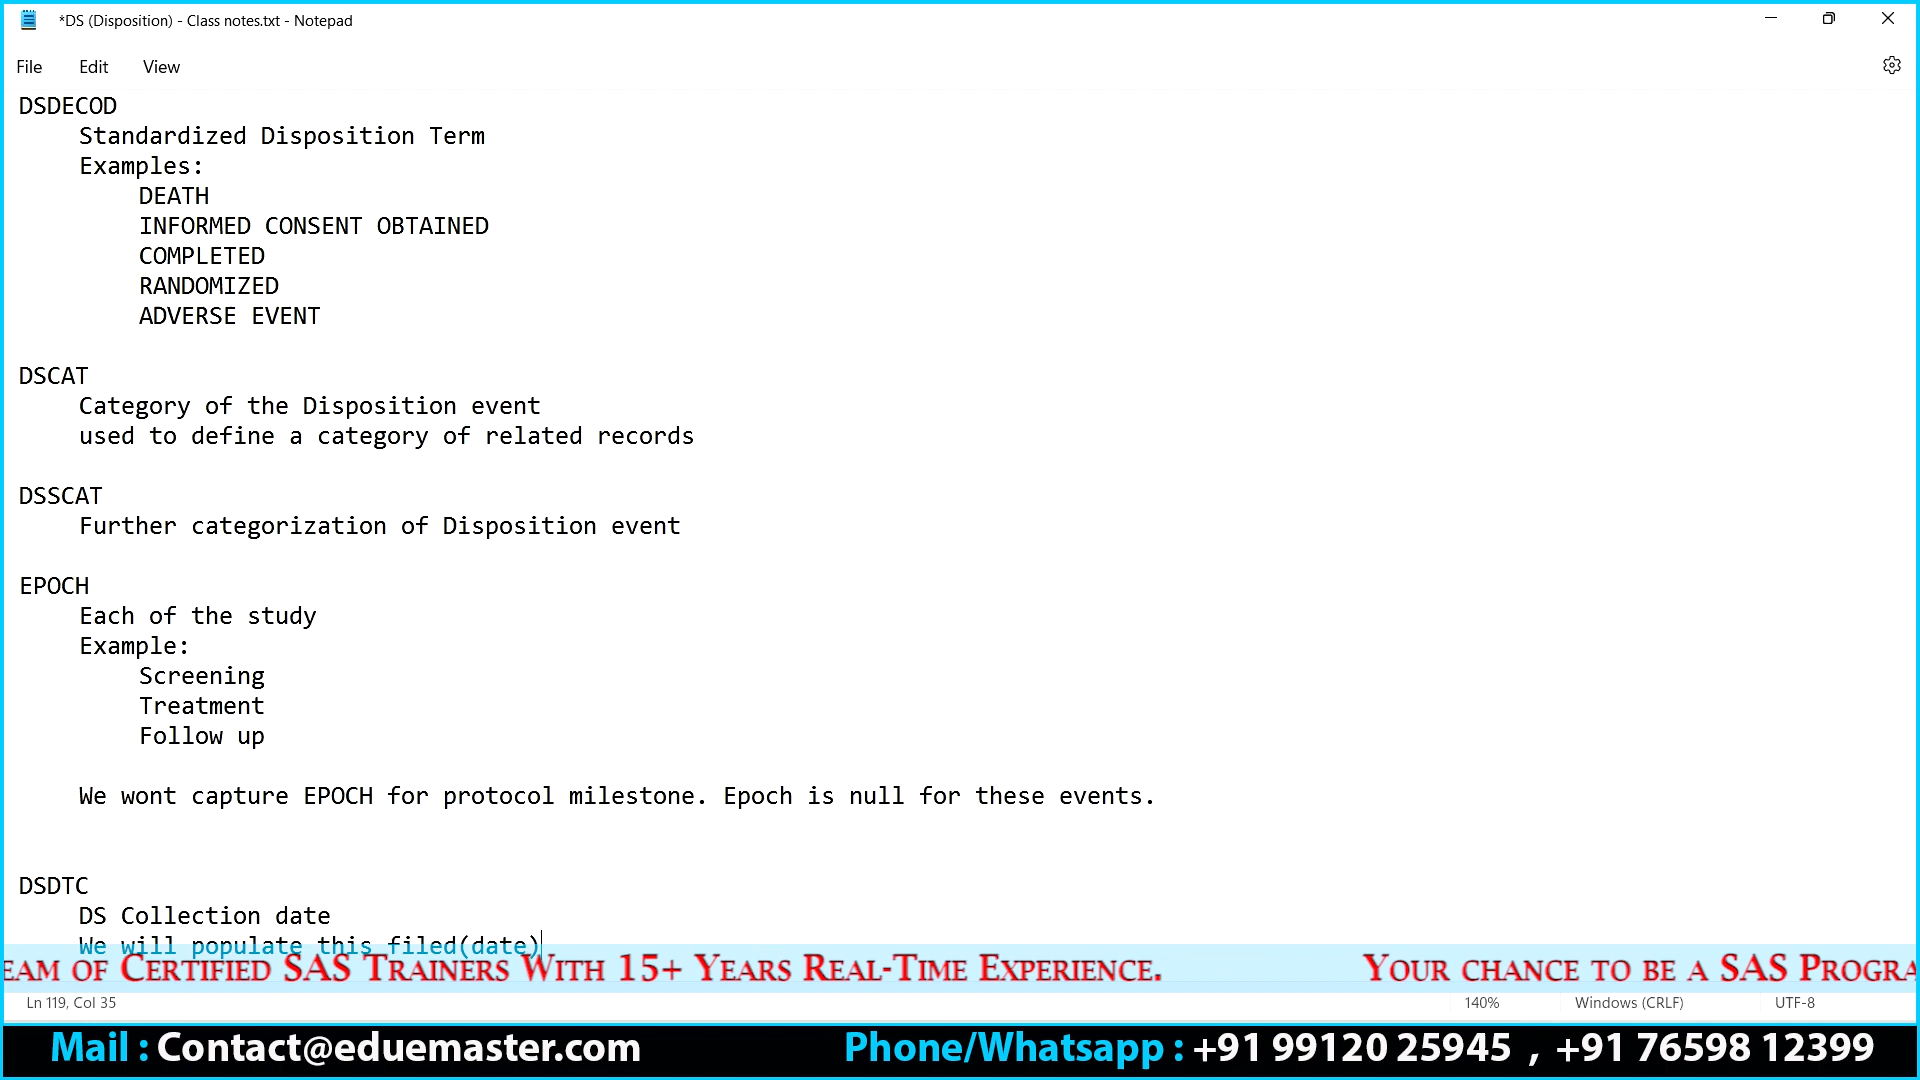 *DS (Disposition) - Class notes.txt - Notepad
File Edit View
DSDECOD
Standardized Disposition Term
Examples:
DEATH
INFORMED CONSENT OBTAINED
COMPLETED
RANDOMIZED
ADVERSE EVENT
DSCAT
Category of the Disposition event
used to define a category of related records
DSSCAT
Further categorization of Disposition event
EPOCH
Each of the study
Example:
Screening
Treatment
Follow up
We wont capture EPOCH for protocol milestone. Epoch is null for these events.
DSDTC
DS Collection date
We will populate this filed(date)
EAM OF CERTIFIED SAS TRAINERS WITH 15+ YEARS REAL-TIME EXPERIENCE. YOUR CHANCE TO BE A SAS PROGRA
Ln 119, Col 35 140% Windows (CRLF) UTF-8
Mail : Contact@eduemaster.com Phone/Whatsapp : +91 99120 25945 , +91 76598 12399